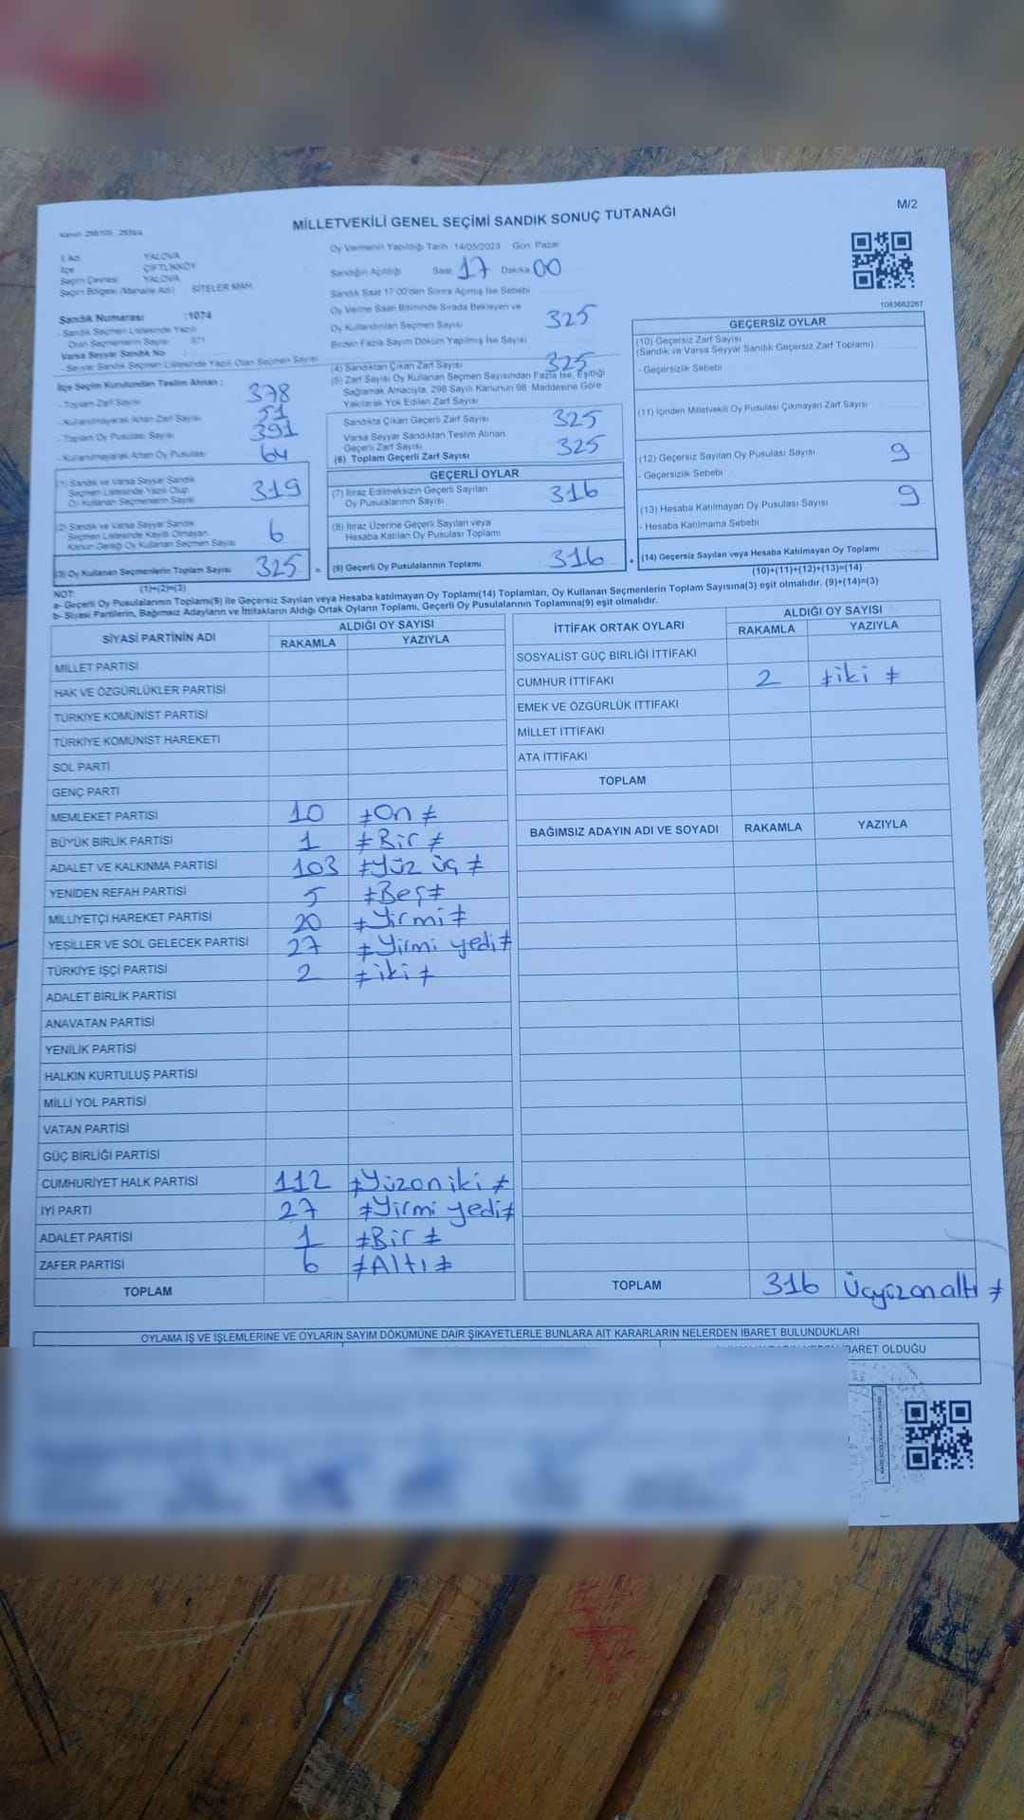 MİLLETVEKİLİ GENEL SEÇİMİ SANDIK SONUÇ TUTANAĞI
M/2
İl Adı YALOVA
İlçe ÇİFTLİKKÖY
Seçim Çevresi YALOVA
Seçim Bölgesi (Mahalle Adı) SİTELER MAH.
Oy Vermenin Yapıldığı Tarih :14/05/2023 Gün: Pazar
Sandığın Açıldığı Saat 17 Dakika 00
Sandık Saat 17:00'den Sonra Açılmış İse Sebebi
Sandık Numarası :1074
- Sandık Seçmen Listesinde Yazılı
Olan Seçmenlerin Sayısı
Varsa Seyyar Sandık No
- Seyyar Sandık Seçmen Listesinde Yazılı Olan Seçmen Sayısı
Oy Verme Saati Bitiminde Sırada Bekleyen ve
Oy Kullandırılan Seçmen Sayısı 325
Birden Fazla Sayım Döküm Yapılmış İse Sayısı
İlçe Seçim Kurulundan Teslim Alınan :
- Toplam Zarf Sayısı 378
- Kullanılmayarak Artan Zarf Sayısı 51
- Toplam Oy Pusulası Sayısı 391
- Kullanılmayarak Artan Oy Pusulası 64
(1) Sandık ve Varsa Seyyar Sandık
Seçmen Listesinde Yazılı Olup
Oy Kullanan Seçmenlerin Sayısı 319
(2) Sandık ve Varsa Seyyar Sandık
Seçmen Listesinde Kayıtlı Olmayan
Kanun Gereği Oy Kullanan Seçmen Sayısı 6
(3) Oy Kullanan Seçmenlerin Toplam Sayısı 325
(1)+(2)=(3)
(4) Sandıktan Çıkan Zarf Sayısı 325
(5) Zarf Sayısı Oy Kullanan Seçmen Sayısından Fazla İse, Eşitliği
Sağlamak Amacıyla, 298 Sayılı Kanunun 98. Maddesine Göre
Yakılarak Yok Edilen Zarf Sayısı
Sandıkta Çıkan Geçerli Zarf Sayısı 325
Varsa Seyyar Sandıktan Teslim Alınan
Geçerli Zarf Sayısı
(6) Toplam Geçerli Zarf Sayısı 325
GEÇERLİ OYLAR
(7) İtiraz Edilmeksizin Geçerli Sayılan
Oy Pusulalarının Sayısı 316
(8) İtiraz Üzerine Geçerli Sayılan veya
Hesaba Katılan Oy Pusulası Toplamı
(9) Geçerli Oy Pusulalarının Toplamı 316
1083662267
GEÇERSİZ OYLAR
(10) Geçersiz Zarf Sayısı
(Sandık ve Varsa Seyyar Sandık Geçersiz Zarf Toplamı)
- Geçersizlik Sebebi
(11) İçinden Milletvekili Oy Pusulası Çıkmayan Zarf Sayısı
(12) Geçersiz Sayılan Oy Pusulası Sayısı 9
- Geçersizlik Sebebi
(13) Hesaba Katılmayan Oy Pusulası Sayısı 9
- Hesaba Katılmama Sebebi
(14) Geçersiz Sayılan veya Hesaba Katılmayan Oy Toplamı
(10)+(11)+(12)+(13)=(14)
NOT:
a- Geçerli Oy Pusulalarının Toplamı(9) ile Geçersiz Sayılan veya Hesaba katılmayan Oy Toplamı(14) Toplamları, Oy Kullanan Seçmenlerin Toplam Sayısına(3) eşit olmalıdır. (9)+(14)=(3)
b- Siyasi Partilerin, Bağımsız Adayların ve İttifakların Aldığı Ortak Oyların Toplamı, Geçerli Oy Pusulalarının Toplamına(9) eşit olmalıdır.
SİYASİ PARTİNİN ADI ALDIĞI OY SAYISI
RAKAMLA YAZIYLA
MİLLET PARTİSİ
HAK VE ÖZGÜRLÜKLER PARTİSİ
TÜRKİYE KOMÜNİST PARTİSİ
TÜRKİYE KOMÜNİST HAREKETİ
SOL PARTİ
GENÇ PARTİ
MEMLEKET PARTİSİ 10 ≠On≠
BÜYÜK BİRLİK PARTİSİ 1 ≠Bir≠
ADALET VE KALKINMA PARTİSİ 103 ≠Yüz üç≠
YENİDEN REFAH PARTİSİ 5 ≠Beş≠
MİLLİYETÇİ HAREKET PARTİSİ 20 ≠Yirmi≠
YEŞİLLER VE SOL GELECEK PARTİSİ 27 ≠Yirmi yedi≠
TÜRKİYE İŞÇİ PARTİSİ 2 ≠iki≠
ADALET BİRLİK PARTİSİ
ANAVATAN PARTİSİ
YENİLİK PARTİSİ
HALKIN KURTULUŞ PARTİSİ
MİLLİ YOL PARTİSİ
VATAN PARTİSİ
GÜÇ BİRLİĞİ PARTİSİ
CUMHURİYET HALK PARTİSİ 112 ≠Yüzoniki≠
İYİ PARTİ 27 ≠Yirmi yedi≠
ADALET PARTİSİ 1 ≠Bir≠
ZAFER PARTİSİ 6 ≠Altı≠
TOPLAM
İTTİFAK ORTAK OYLARI ALDIĞI OY SAYISI
RAKAMLA YAZIYLA
SOSYALİST GÜÇ BİRLİĞİ İTTİFAKI
CUMHUR İTTİFAKI 2 ≠iki≠
EMEK VE ÖZGÜRLÜK İTTİFAKI
MİLLET İTTİFAKI
ATA İTTİFAKI
TOPLAM
BAĞIMSIZ ADAYIN ADI VE SOYADI RAKAMLA YAZIYLA
TOPLAM 316 Üçyüzonaltı≠
OYLAMA İŞ VE İŞLEMLERİNE VE OYLARIN SAYIM DÖKÜMÜNE DAİR ŞİKAYETLERLE BUNLARA AİT KARARLARIN NELERDEN İBARET BULUNDUKLARI
İBARET OLDUĞU